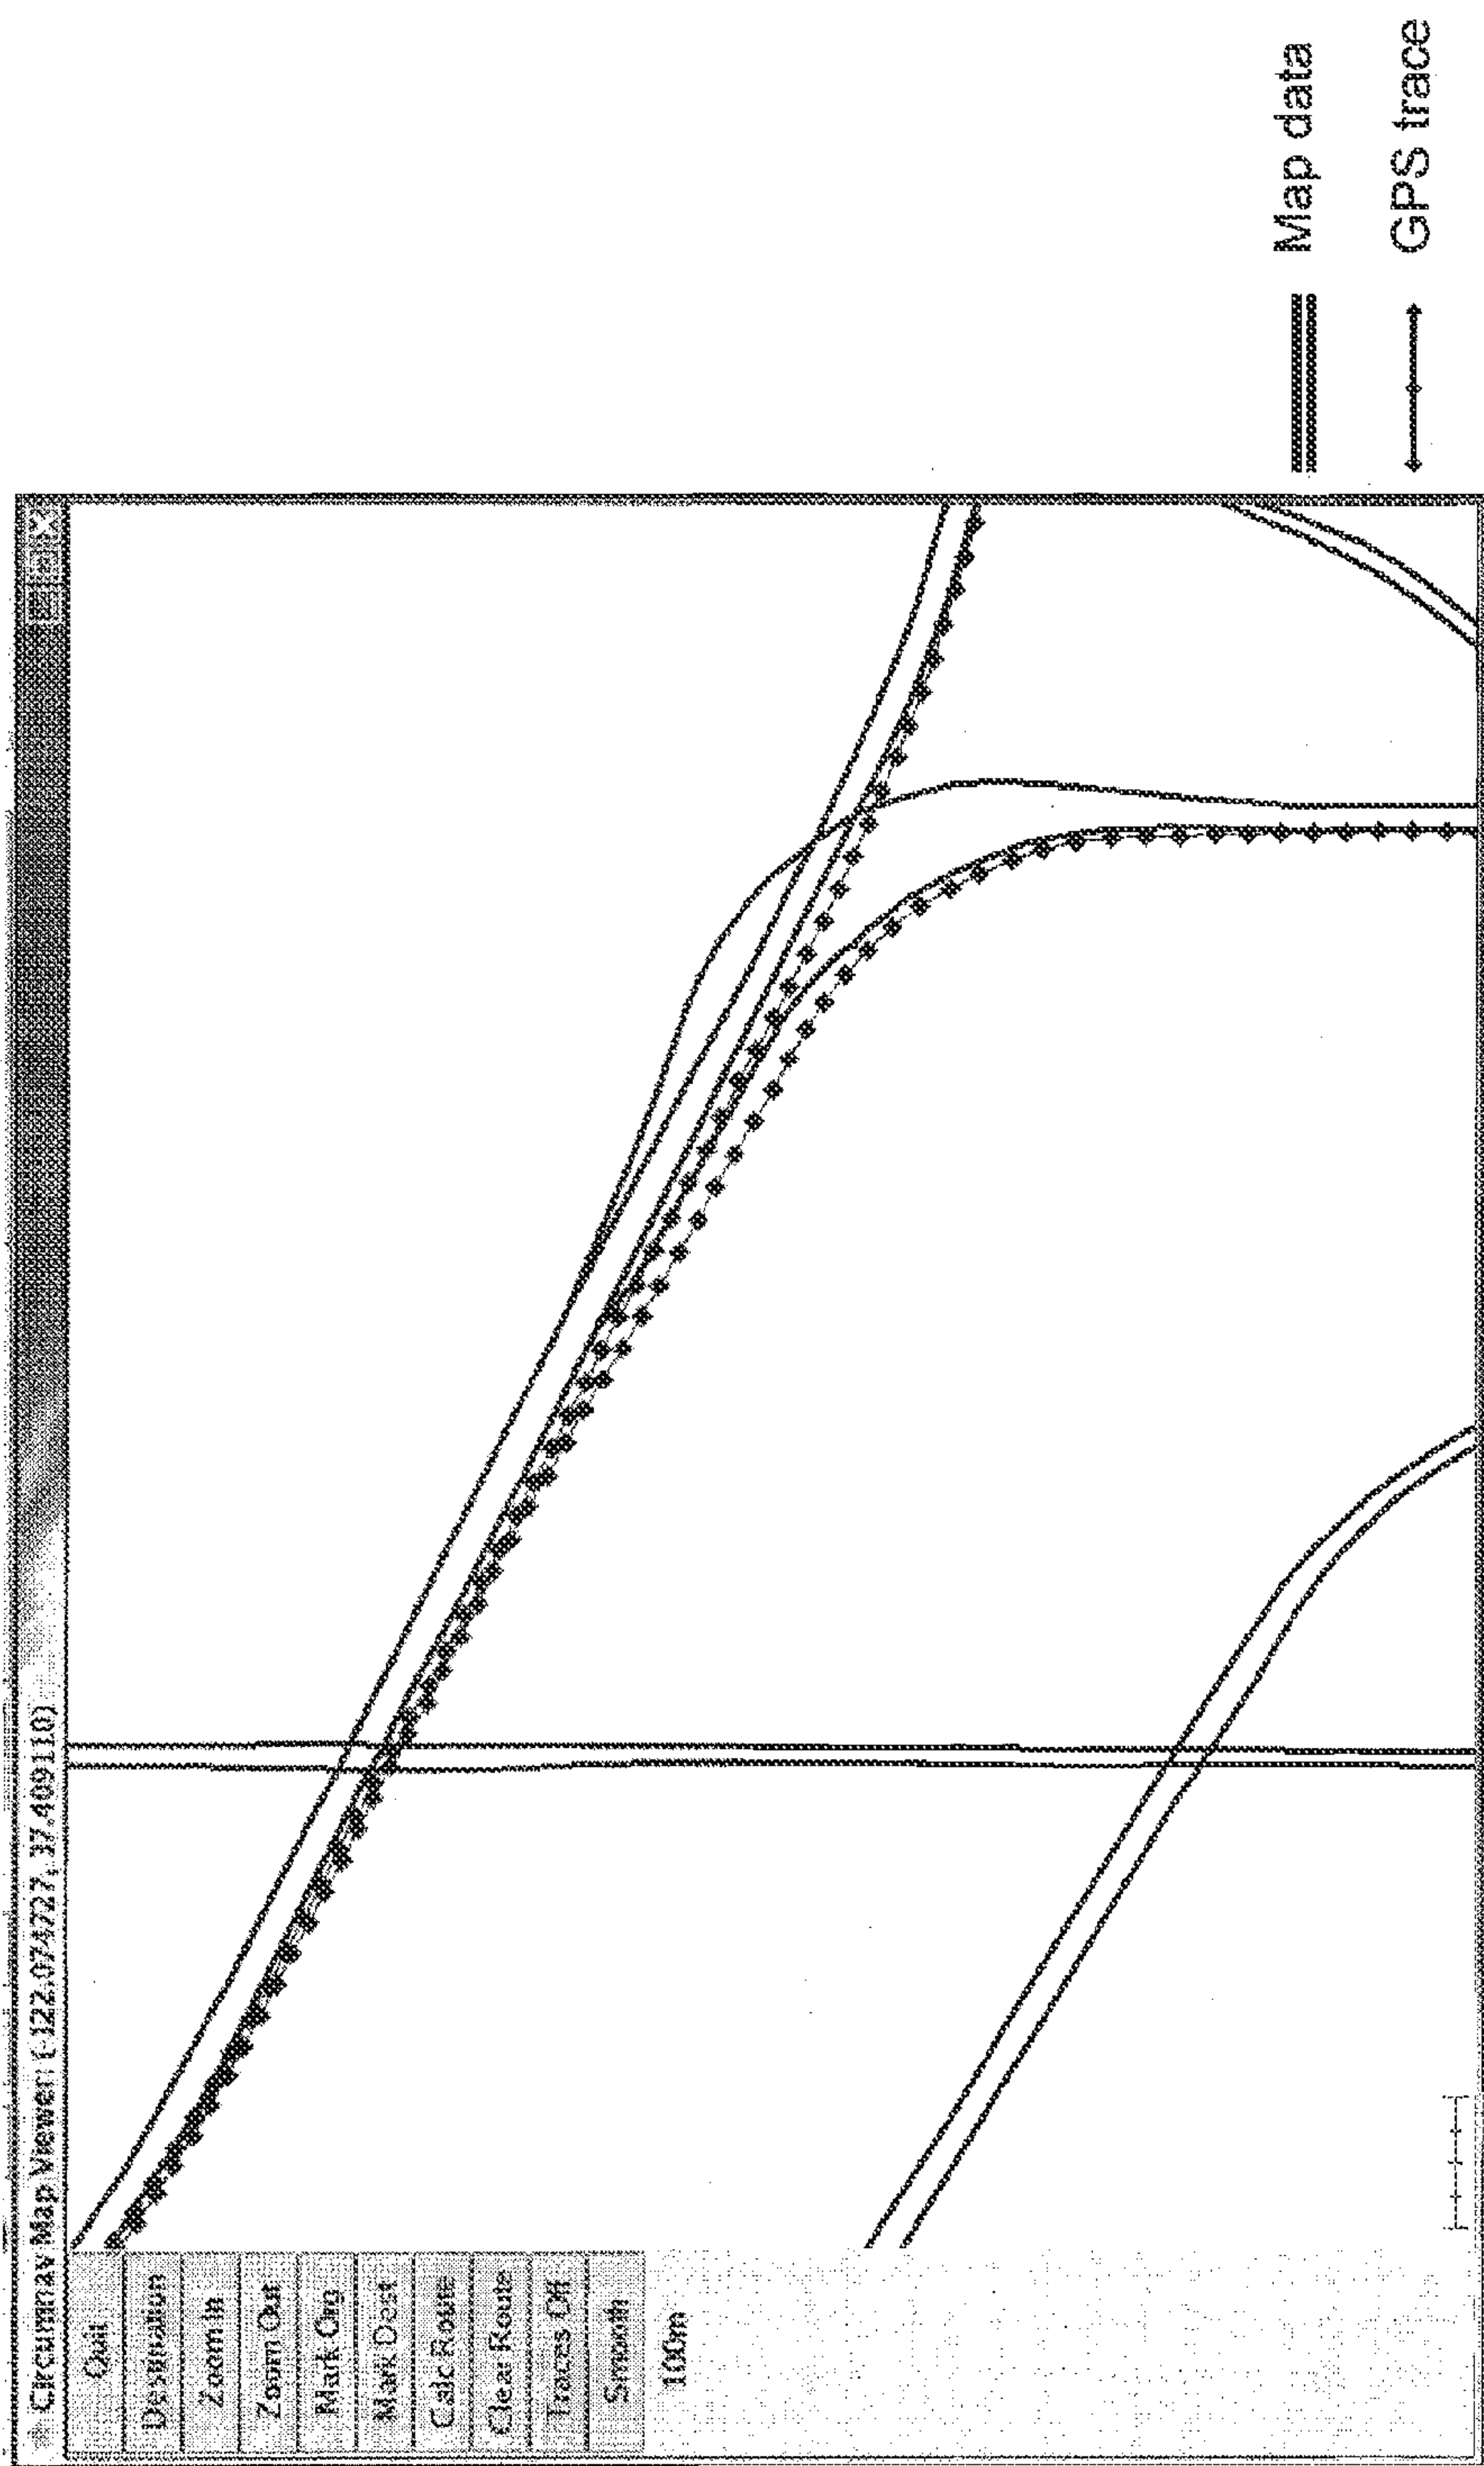 Circumnav Map Viewer: (-122.074727, 37.409110)
Quit
Destination
Zoom In
Zoom Out
Mark Org
Mark Dest
Calc Route
Clear Route
Traces Off
Smooth
100m
Map data
GPS trace